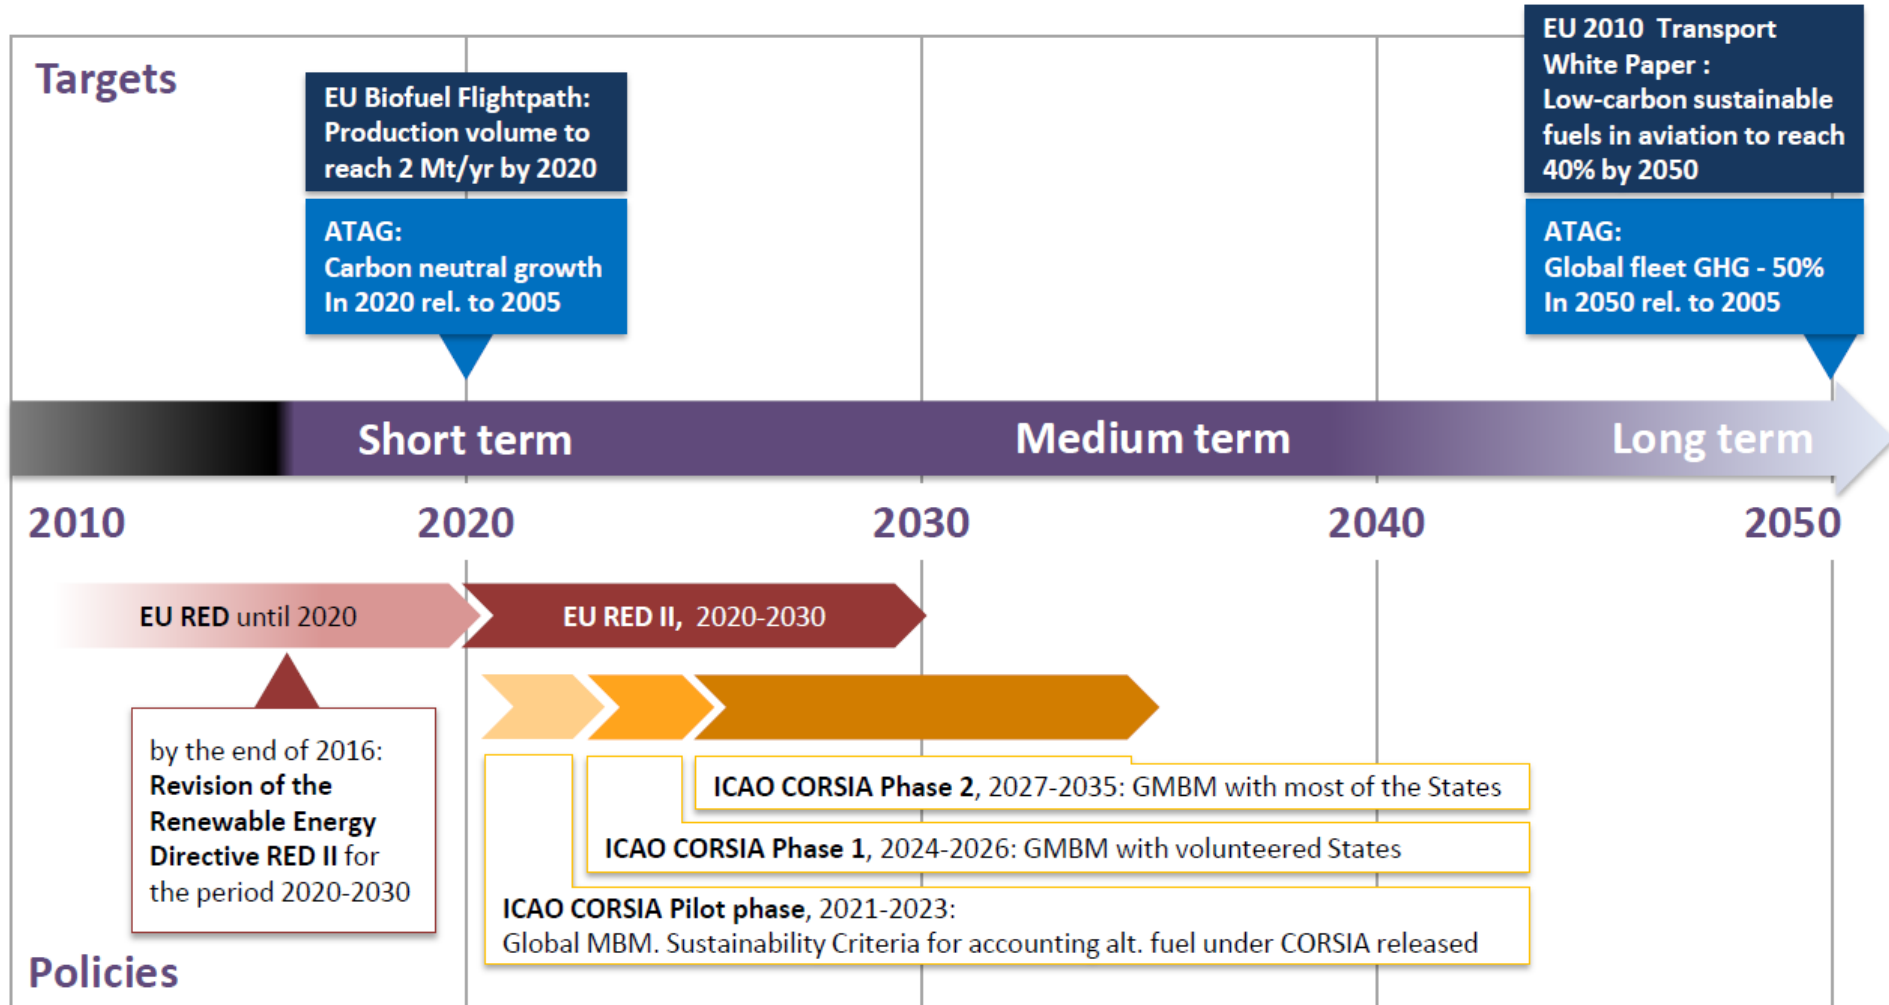 Targets
EU Biofuel Flightpath:
Production volume to
reach 2 Mt/yr by 2020
ATAG:
Carbon neutral growth
In 2020 rel. to 2005
EU 2010 Transport
White Paper :
Low-carbon sustainable
fuels in aviation to reach
40% by 2050
ATAG:
Global fleet GHG - 50%
In 2050 rel. to 2005
Short term
Medium term
Long term
2010
2020
2030
2040
2050
EU RED until 2020
EU RED II, 2020-2030
by the end of 2016:
Revision of the
Renewable Energy
Directive RED II for
the period 2020-2030
ICAO CORSIA Phase 2, 2027-2035: GMBM with most of the States
ICAO CORSIA Phase 1, 2024-2026: GMBM with volunteered States
ICAO CORSIA Pilot phase, 2021-2023:
Global MBM. Sustainability Criteria for accounting alt. fuel under CORSIA released
Policies